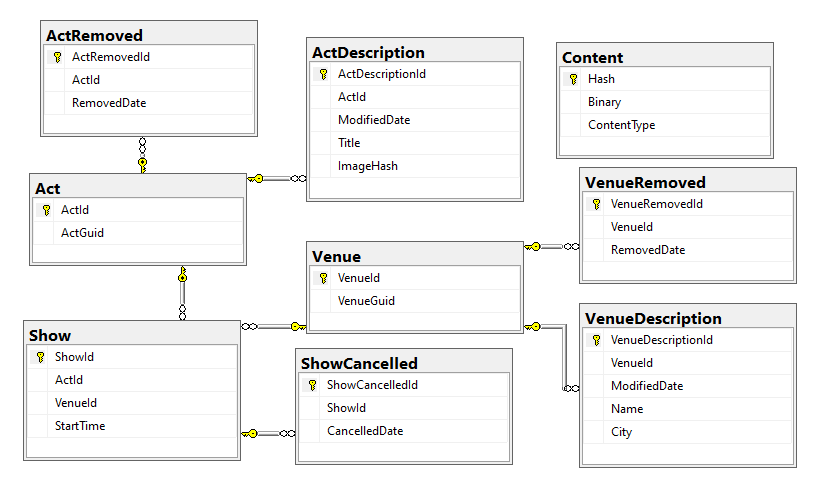 ActRemoved
ActRemovedId
ActId
RemovedDate
ActDescription
ActDescriptionId
ActId
ModifiedDate
Title
ImageHash
Content
Hash
Binary
ContentType
Act
ActId
ActGuid
VenueRemoved
VenueRemovedId
VenueId
RemovedDate
Venue
VenueId
VenueGuid
Show
ShowId
ActId
VenueId
StartTime
ShowCancelled
ShowCancelledId
ShowId
CancelledDate
VenueDescription
VenueDescriptionId
VenueId
ModifiedDate
Name
City